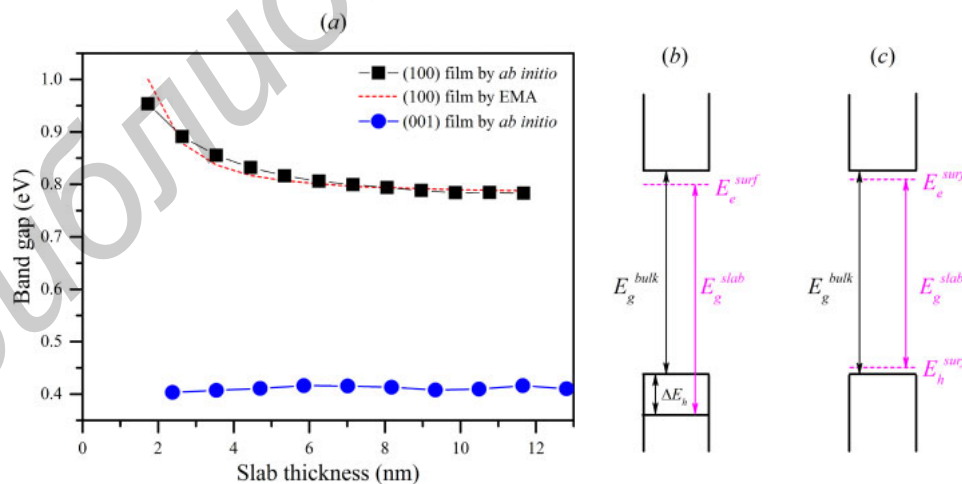 (a)
(b)
(c)
(100) film by ab initio
(100) film by EMA
(001) film by ab initio
1.0
0.9
0.8
0.7
0.6
0.5
0.4
Band gap (eV)
0
2
4
6
8
10
12
Slab thickness (nm)
E_e^surf
E_g^bulk
E_g^slab
ΔE_h
E_e^surf
E_g^bulk
E_g^slab
E_h^surf